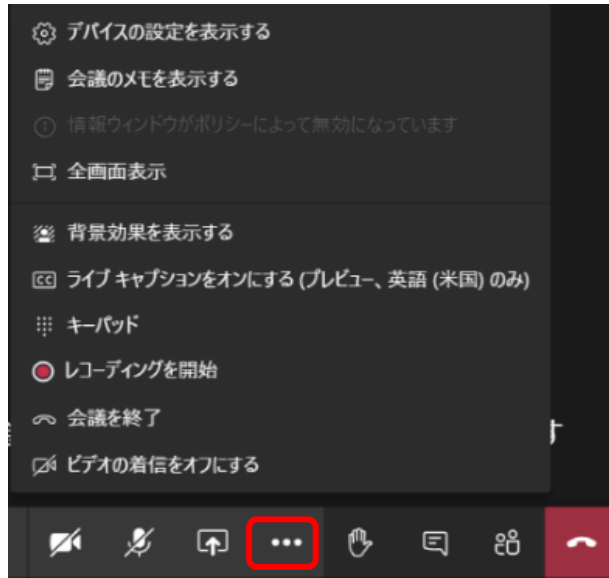 デバイスの設定を表示する
会議のメモを表示する
情報ウィンドウがポリシーによって無効になっています
全画面表示
背景効果を表示する
CC ライブ キャプションをオンにする (プレビュー、英語 (米国) のみ)
キーパッド
レコーディングを開始
会議を終了
す
ビデオの着信をオフにする